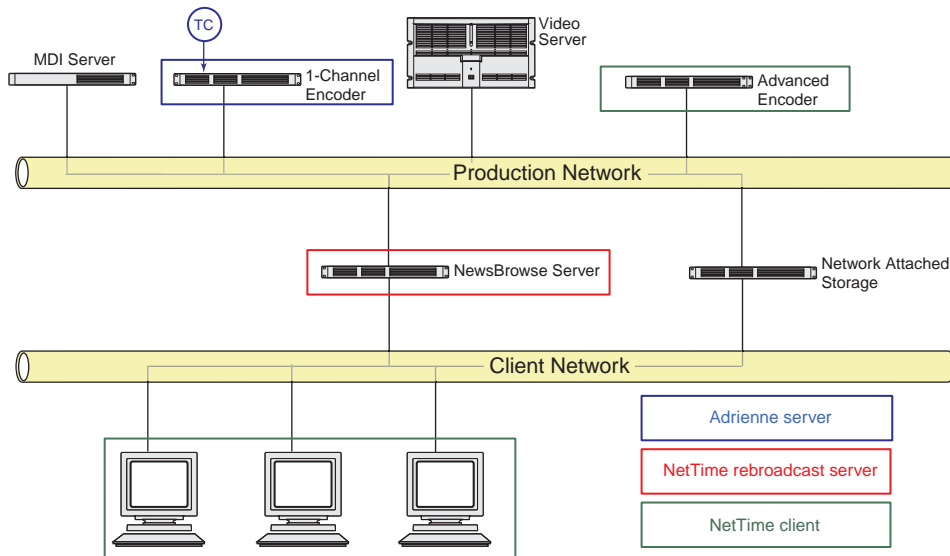 TC
Video
Server
MDI Server
1-Channel
Encoder
Advanced
Encoder
Production Network
NewsBrowse Server
Network Attached
Storage
Client Network
Adrienne server
NetTime rebroadcast server
NetTime client